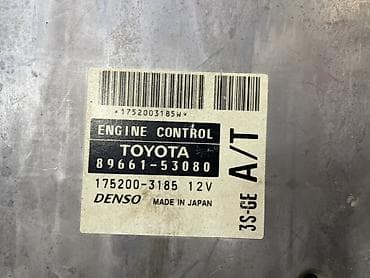 *1752003185W*
ENGINE CONTROL
TOYOTA
89661-53080
175200-3185 12V
DENSO MADE IN JAPAN
3S-GE A/T